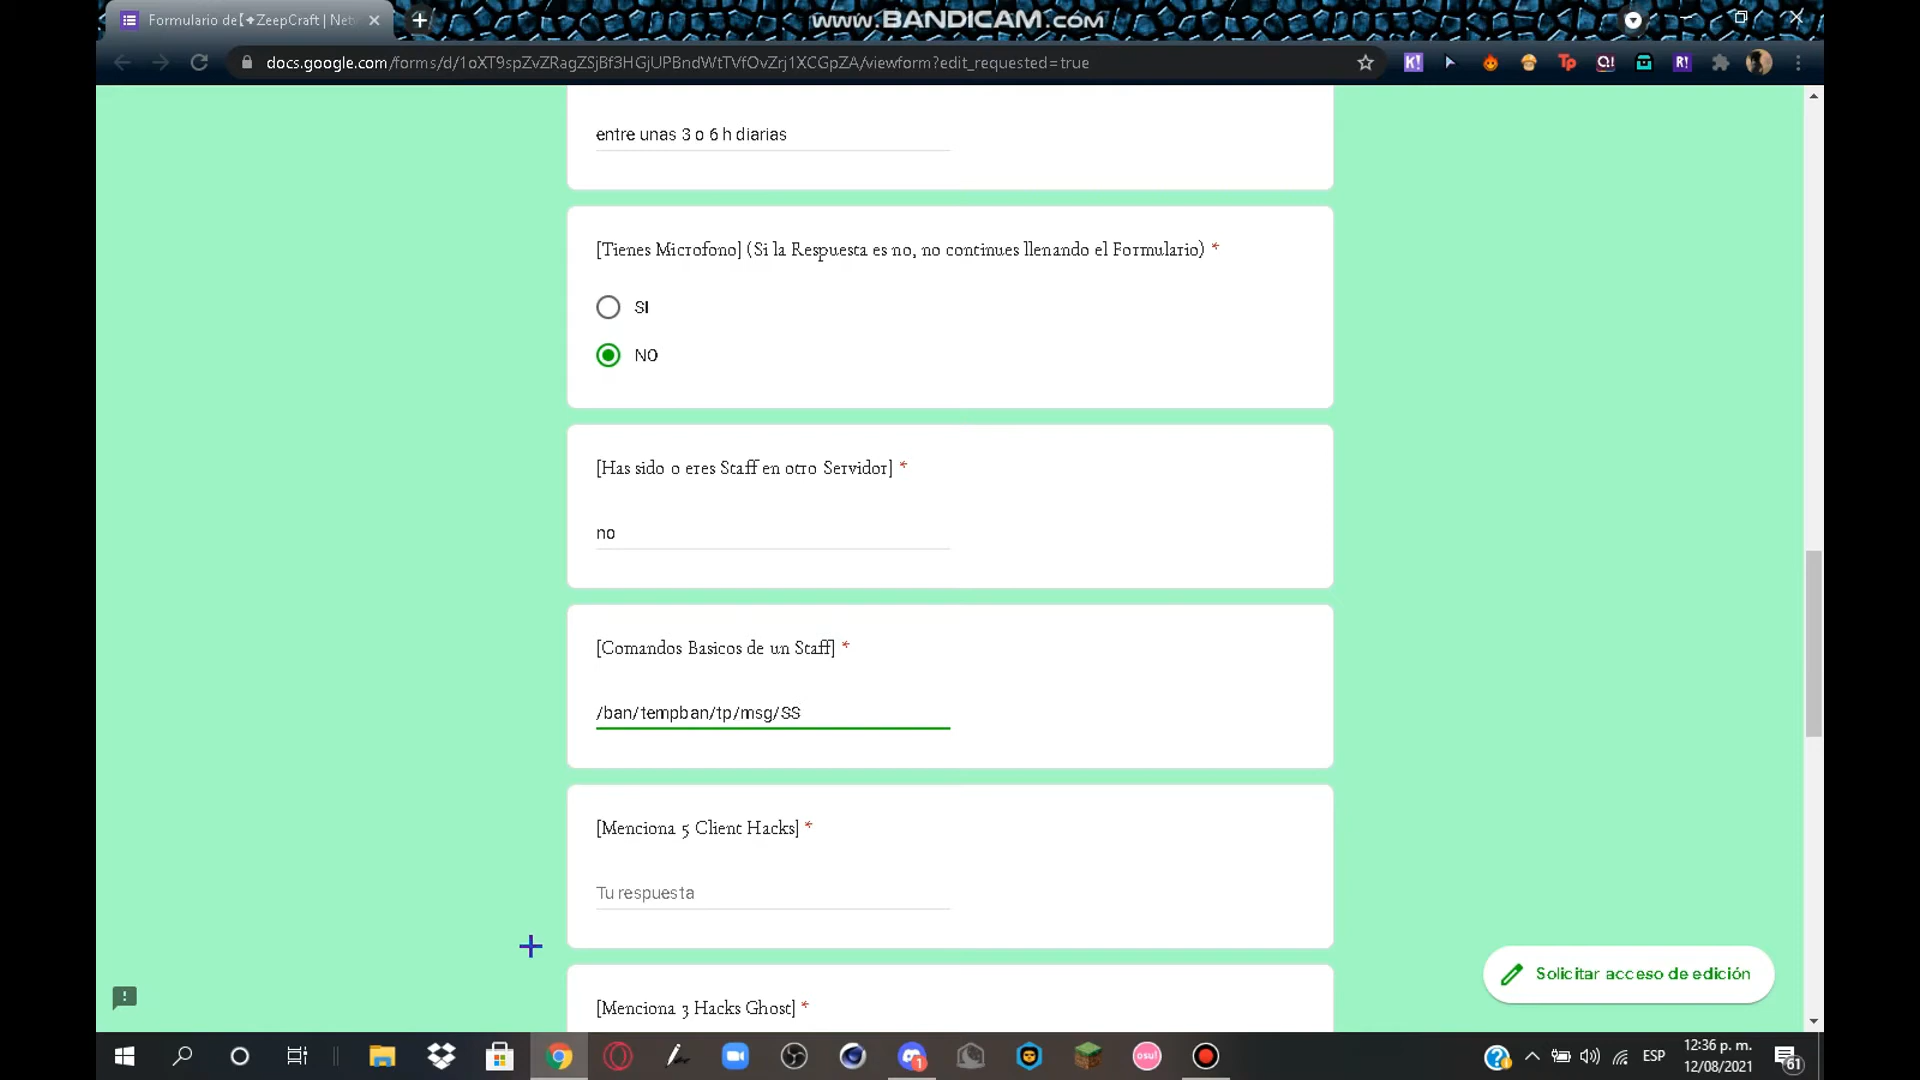 Formulario de【✦ZeepCraft | Net
www.BANDICAM.com
docs.google.com/forms/d/1oXT9spZvZRagZSjBf3HGjUPBndWtTVfOvZrj1XCGpZA/viewform?edit_requested=true
entre unas 3 o 6 h diarias
[Tienes Microfono] (Si la Respuesta es no, no continues llenando el Formulario) *
SI
NO
[Has sido o eres Staff en otro Servidor] *
no
[Comandos Basicos de un Staff] *
/ban/tempban/tp/msg/SS
[Menciona 5 Client Hacks] *
Tu respuesta
Solicitar acceso de edición
[Menciona 3 Hacks Ghost] *
osu!
ESP
12:36 p. m.
12/08/2021
61